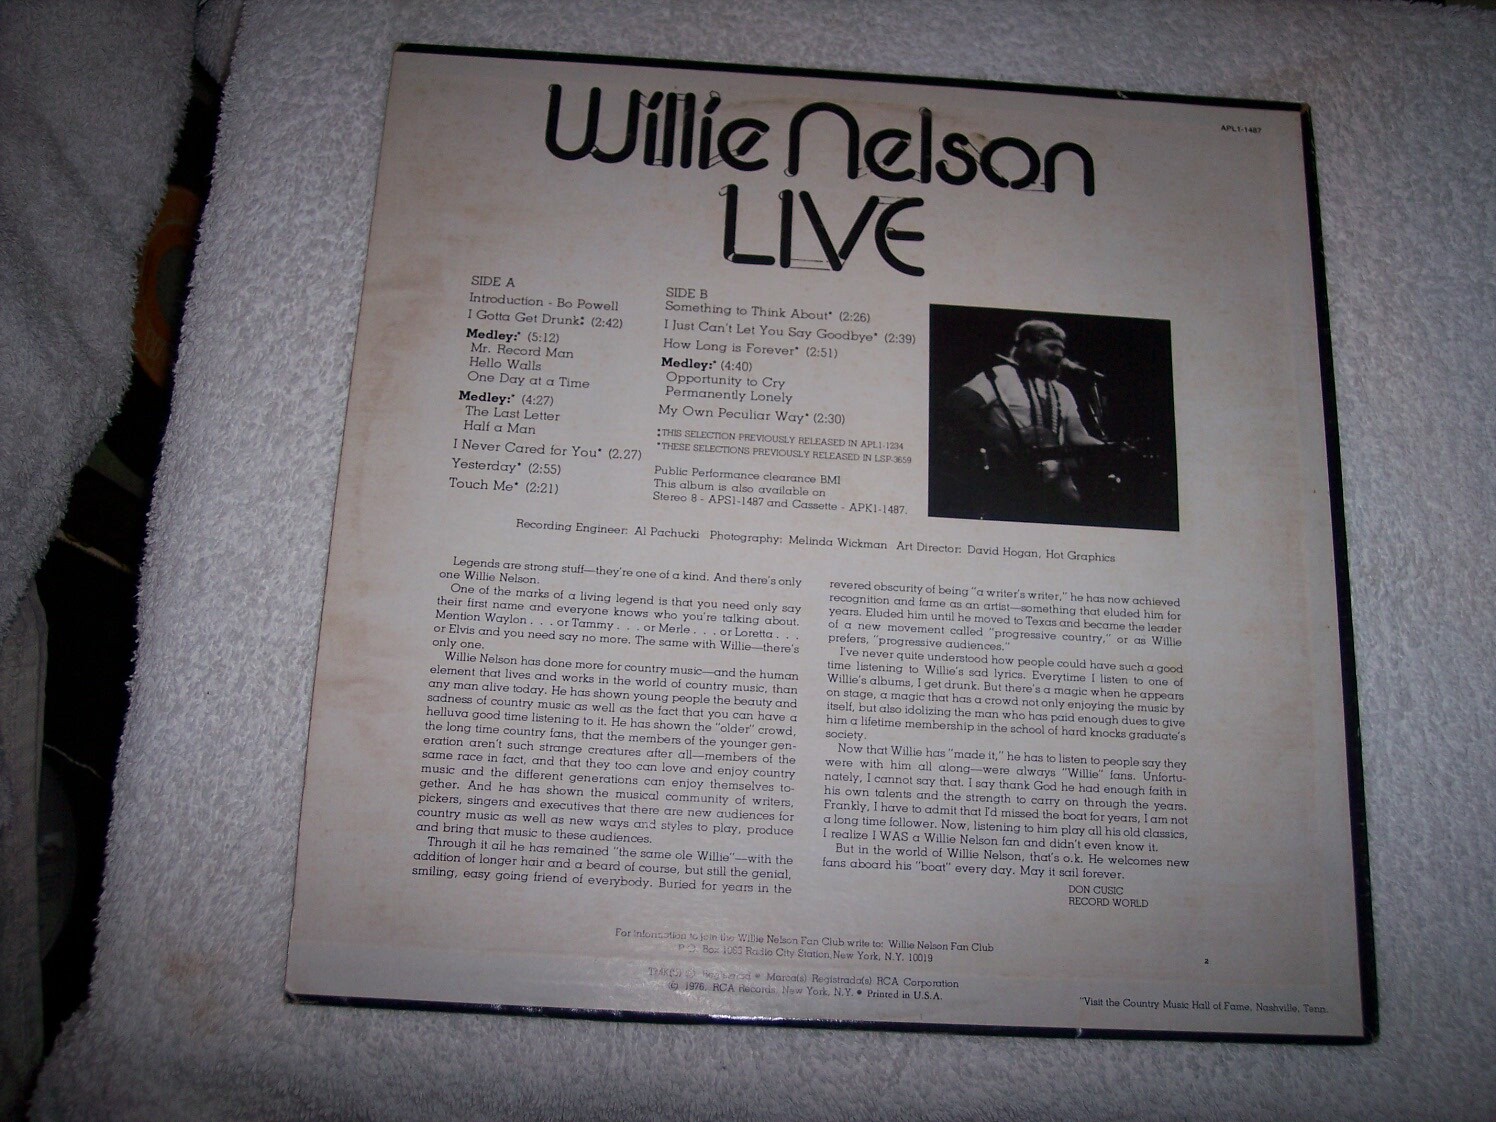 Willie Nelson
LIVE
APL1-1487
SIDE A
Introduction - Bo Powell
I Gotta Get Drunk: (2:42)
Medley:* (5:12)
Mr. Record Man
Hello Walls
One Day at a Time
Medley:* (4:27)
The Last Letter
Half a Man
I Never Cared for You* (2.27)
Yesterday* (2:55)
Touch Me* (2:21)
SIDE B
Something to Think About* (2:26)
I Just Can't Let You Say Goodbye* (2:39)
How Long is Forever* (2:51)
Medley:* (4:40)
Opportunity to Cry
Permanently Lonely
My Own Peculiar Way* (2:30)
:THIS SELECTION PREVIOUSLY RELEASED IN APL1-1234
*THESE SELECTIONS PREVIOUSLY RELEASED IN LSP-3659
Public Performance clearance BMI
This album is also available on
Stereo 8 - APS1-1487 and Cassette - APK1-1487.
Recording Engineer: Al Pachucki Photography: Melinda Wickman Art Director: David Hogan, Hot Graphics
Legends are strong stuff—they're one of a kind. And there's only
one Willie Nelson.
One of the marks of a living legend is that you need only say
their first name and everyone knows who you're talking about.
Mention Waylon . . . or Tammy . . . or Merle . . . or Loretta . . .
or Elvis and you need say no more. The same with Willie—there's
only one.
Willie Nelson has done more for country music—and the human
element that lives and works in the world of country music, than
any man alive today. He has shown young people the beauty and
sadness of country music as well as the fact that you can have a
helluva good time listening to it. He has shown the "older" crowd,
the long time country fans, that the members of the younger gen-
eration aren't such strange creatures after all—members of the
same race in fact, and that they too can love and enjoy country
music and the different generations can enjoy themselves to-
gether. And he has shown the musical community of writers,
pickers, singers and executives that there are new audiences for
country music as well as new ways and styles to play, produce
and bring that music to these audiences.
Through it all he has remained "the same ole Willie"—with the
addition of longer hair and a beard of course, but still the genial,
smiling, easy going friend of everybody. Buried for years in the
revered obscurity of being "a writer's writer," he has now achieved
recognition and fame as an artist—something that eluded him for
years. Eluded him until he moved to Texas and became the leader
of a new movement called "progressive country," or as Willie
prefers, "progressive audiences."
I've never quite understood how people could have such a good
time listening to Willie's sad lyrics. Everytime I listen to one of
Willie's albums, I get drunk. But there's a magic when he appears
on stage, a magic that has a crowd not only enjoying the music by
itself, but also idolizing the man who has paid enough dues to give
him a lifetime membership in the school of hard knocks graduate's
society.
Now that Willie has "made it," he has to listen to people say they
were with him all along—were always "Willie" fans. Unfortu-
nately, I cannot say that. I say thank God he had enough faith in
his own talents and the strength to carry on through the years.
Frankly, I have to admit that I'd missed the boat for years, I am not
a long time follower. Now, listening to him play all his old classics,
I realize I WAS a Willie Nelson fan and didn't even know it.
But in the world of Willie Nelson, that's o.k. He welcomes new
fans aboard his "boat" every day. May it sail forever.
DON CUSIC
RECORD WORLD
For information to join the Willie Nelson Fan Club write to: Willie Nelson Fan Club
P.O. Box 1063 Radio City Station, New York, N.Y. 10019
2
TMK(S) ® Registered • Marca(s) Registrada(s) RCA Corporation
© 1976, RCA Records, New York, N.Y. • Printed in U.S.A.
"Visit the Country Music Hall of Fame, Nashville, Tenn.